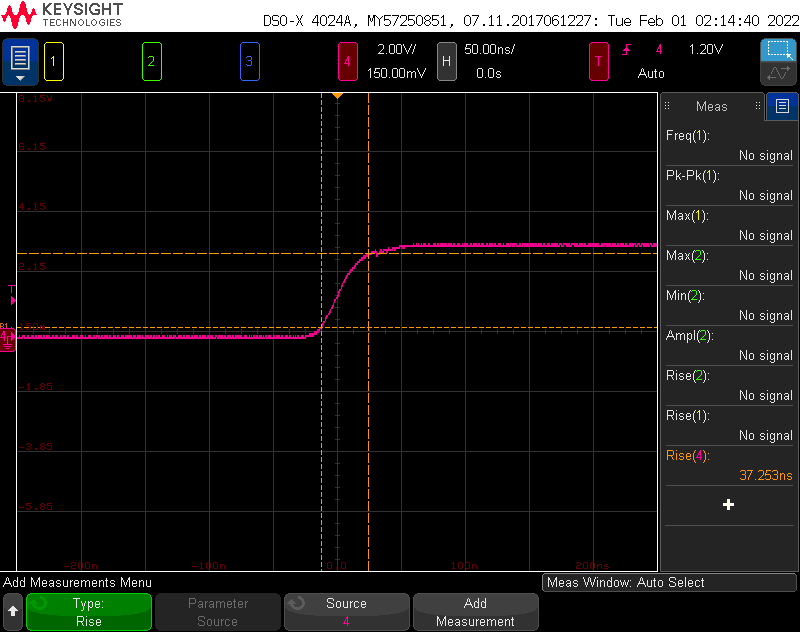 KEYSIGHT
TECHNOLOGIES
DSO-X 4024A, MY57250851, 07.11.2017061227: Tue Feb 01 02:14:40 2022
1
2
3
4
2.00V/
150.00mV
H
50.00ns/
0.0s
T
4
1.20V
Auto
8.15V
6.15
4.15
2.15
-1.85
-3.85
-5.85
-200n
-100n
0.0
100n
200ns
T
Meas
Freq(1):
No signal
Pk-Pk(1):
No signal
Max(1):
No signal
Max(2):
No signal
Min(2):
No signal
Ampl(2):
No signal
Rise(2):
No signal
Rise(1):
No signal
Rise(4):
37.253ns
+
Add Measurements Menu
Meas Window: Auto Select
Type:
Rise
Parameter
Source
Source
4
Add
Measurement